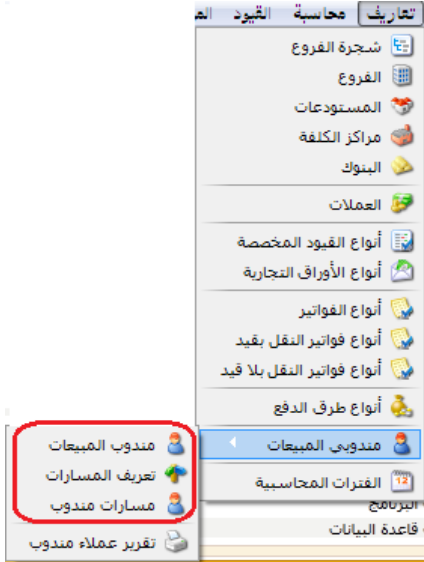 تعاريف محاسبة القيود
شجرة الفروع
الفروع
المستودعات
مراكز الكلفة
البنوك
العملات
أنواع القيود المخصصة
أنواع الأوراق التجارية
أنواع الفواتير
أنواع فواتير النقل بقيد
أنواع فواتير النقل بلا قيد
أنواع طرق الدفع
مندوبي المبيعات
مندوب المبيعات
تعريف المسارات
مسارات مندوب
تقرير عملاء مندوب
12 الفترات المحاسبية
البرنامج
قاعدة البيانات